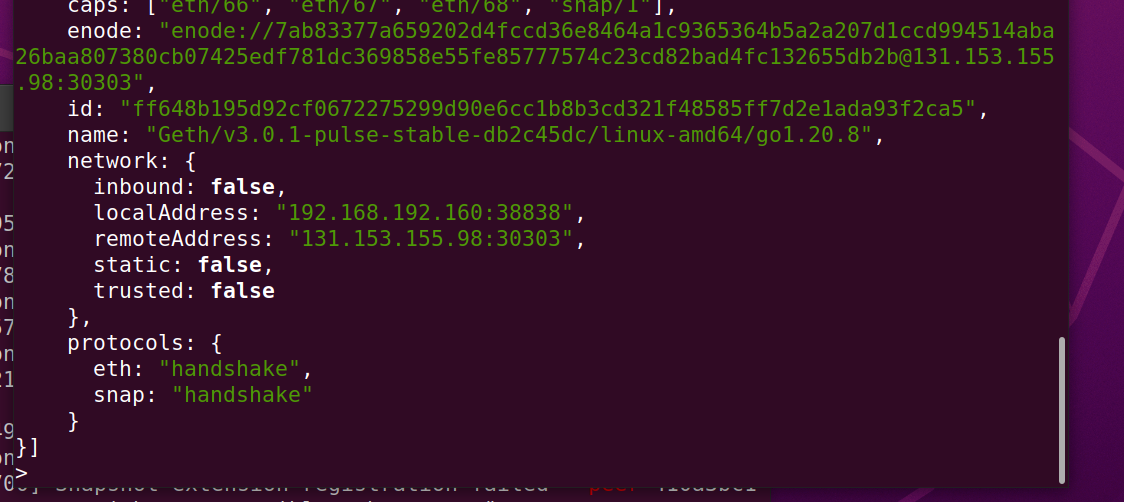 caps: ["eth/66", "eth/67", "eth/68", "snap/1"],
enode: "enode://7ab83377a659202d4fccd36e8464a1c9365364b5a2a207d1ccd994514aba
26baa807380cb07425edf781dc369858e55fe85777574c23cd82bad4fc132655db2b@131.153.155
.98:30303",
id: "ff648b195d92cf0672275299d90e6cc1b8b3cd321f48585ff7d2e1ada93f2ca5",
name: "Geth/v3.0.1-pulse-stable-db2c45dc/linux-amd64/go1.20.8",
network: {
inbound: false,
localAddress: "192.168.192.160:38838",
remoteAddress: "131.153.155.98:30303",
static: false,
trusted: false
},
protocols: {
eth: "handshake",
snap: "handshake"
}
}]
>